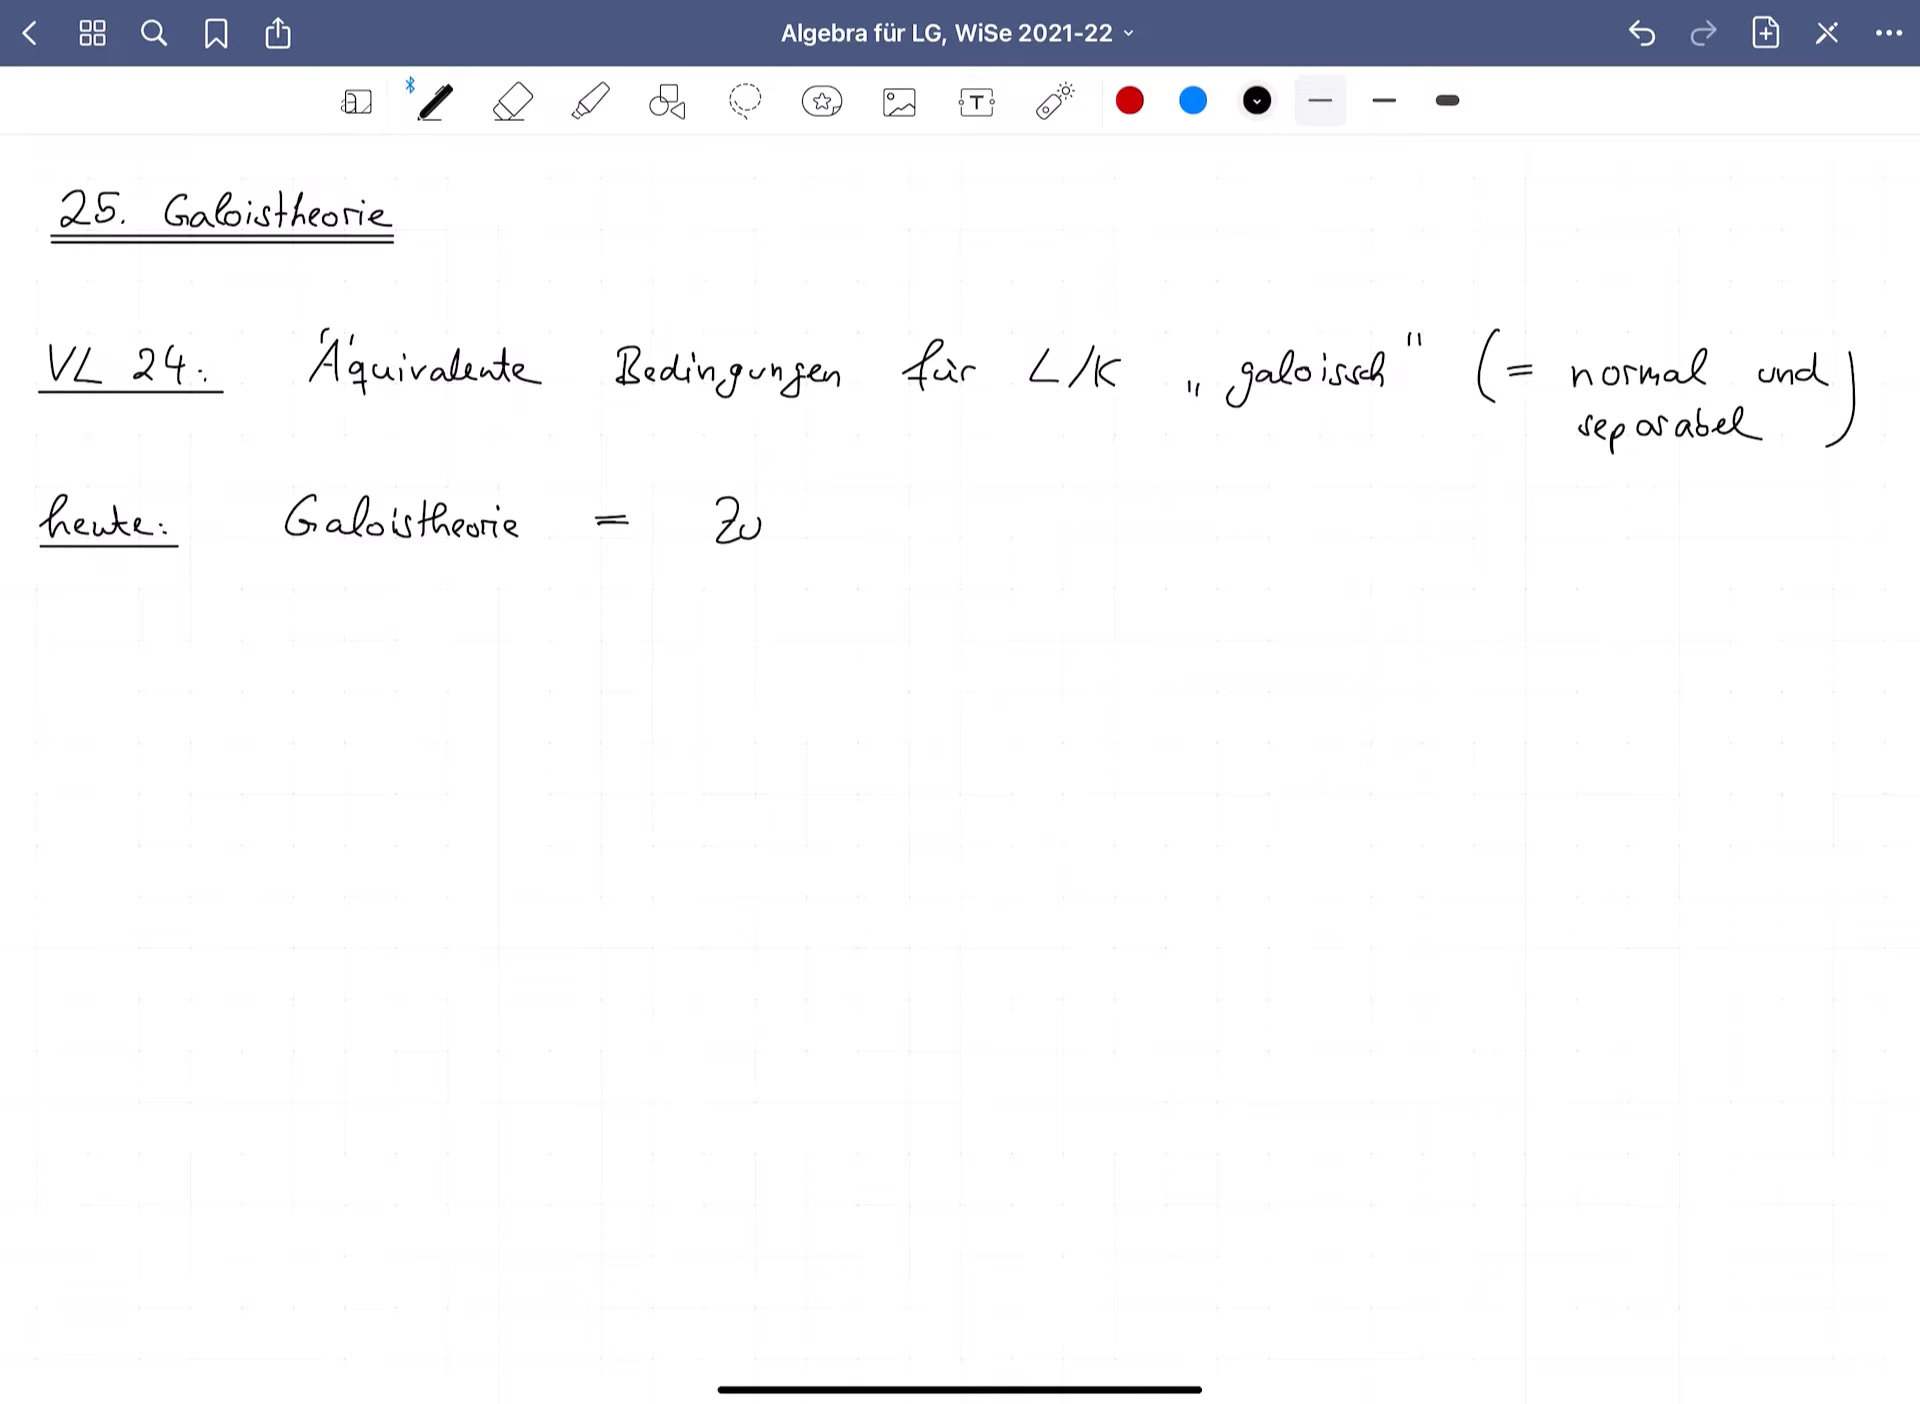 Algebra für LG, WiSe 2021-22
T
25. Galoistheorie
VL 24: Äquivalente Bedingungen für L/K „galoissch" (= normal und separabel)
heute: Galoistheorie = Zu